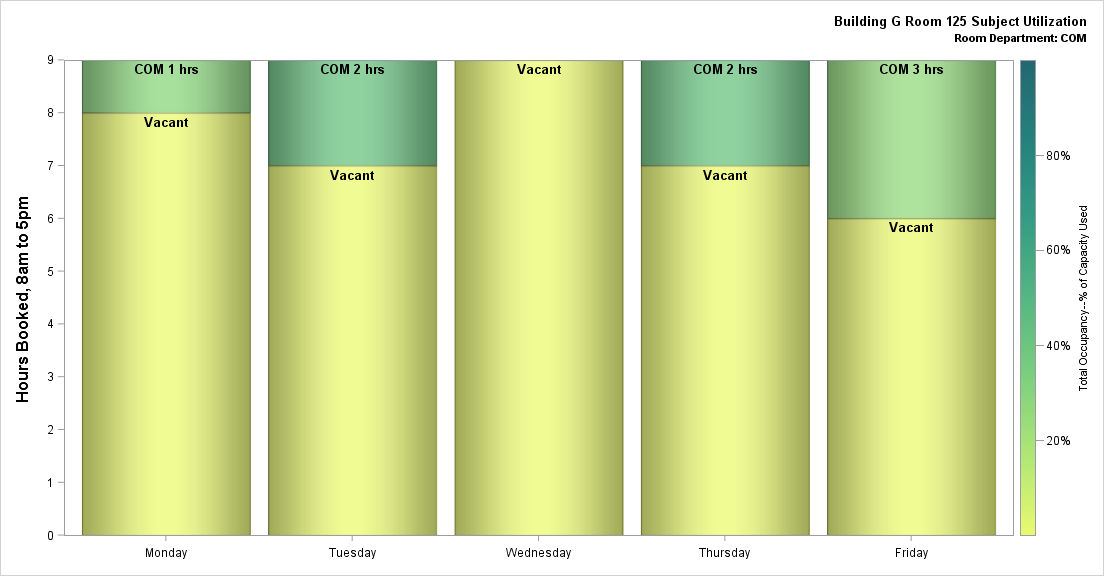 Building G Room 125 Subject Utilization
Room Department: COM
Hours Booked, 8am to 5pm
9
8
7
6
5
4
3
2
1
0
COM 1 hrs
Vacant
COM 2 hrs
Vacant
Vacant
COM 2 hrs
Vacant
COM 3 hrs
Vacant
Monday
Tuesday
Wednesday
Thursday
Friday
80%
60%
40%
20%
Total Occupancy--% of Capacity Used